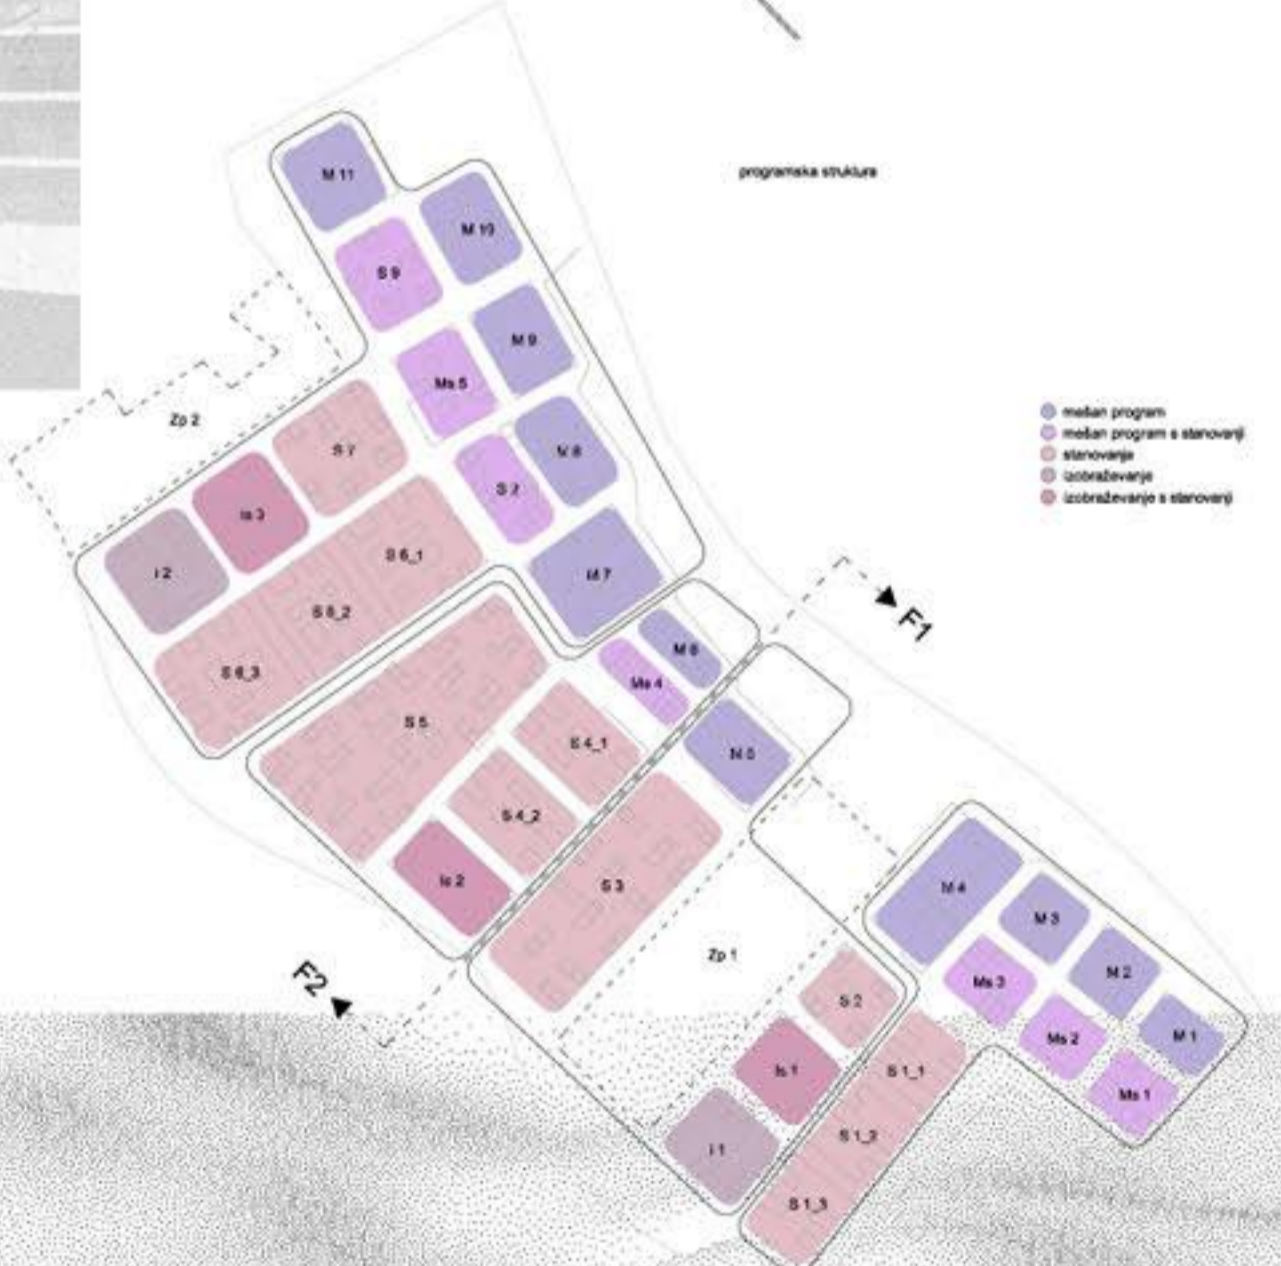 programska struktura
M 11
M 10
S 9
M 9
Ms 5
mešan program
mešan program s stanovanji
stanovanja
izobraževanje
izobraževanje s stanovanji
Zp 2
S 7
M 8
Is 3
S 6_1
I 2
M 7
S 6_3
F1
M 6
Ms 4
S 5
S 4_1
M 5
S 4_2
Is 2
S 3
M 4
M 3
Zp 1
F2
Ms 3
M 2
S 2
Ms 2
M 1
Is 1
S 1_1
Ms 1
I 1
S 1_2
S 1_3